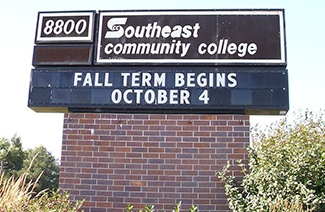 8800
Southeast
community college
FALL TERM BEGINS
OCTOBER 4